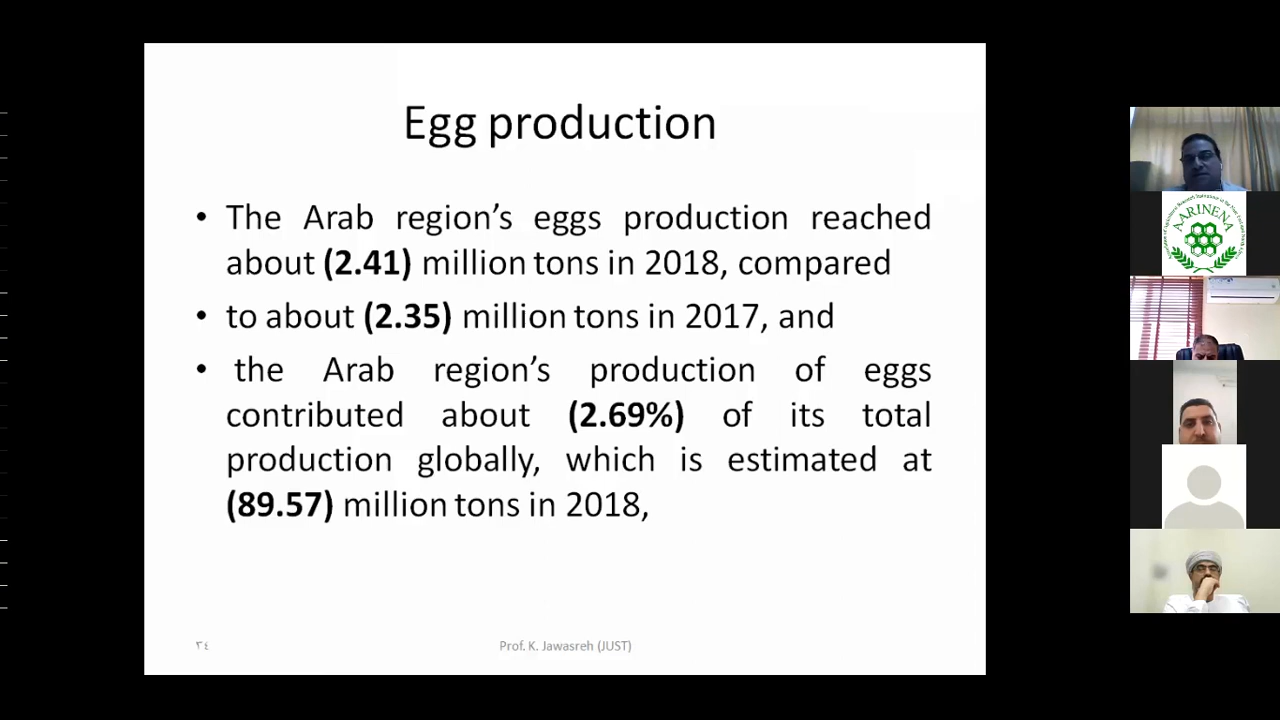 Egg production
• The Arab region’s eggs production reached
about (2.41) million tons in 2018, compared
• to about (2.35) million tons in 2017, and
• the Arab region’s production of eggs
contributed about (2.69%) of its total
production globally, which is estimated at
(89.57) million tons in 2018,
٣٤
Prof. K. Jawasreh (JUST)
AARINENA